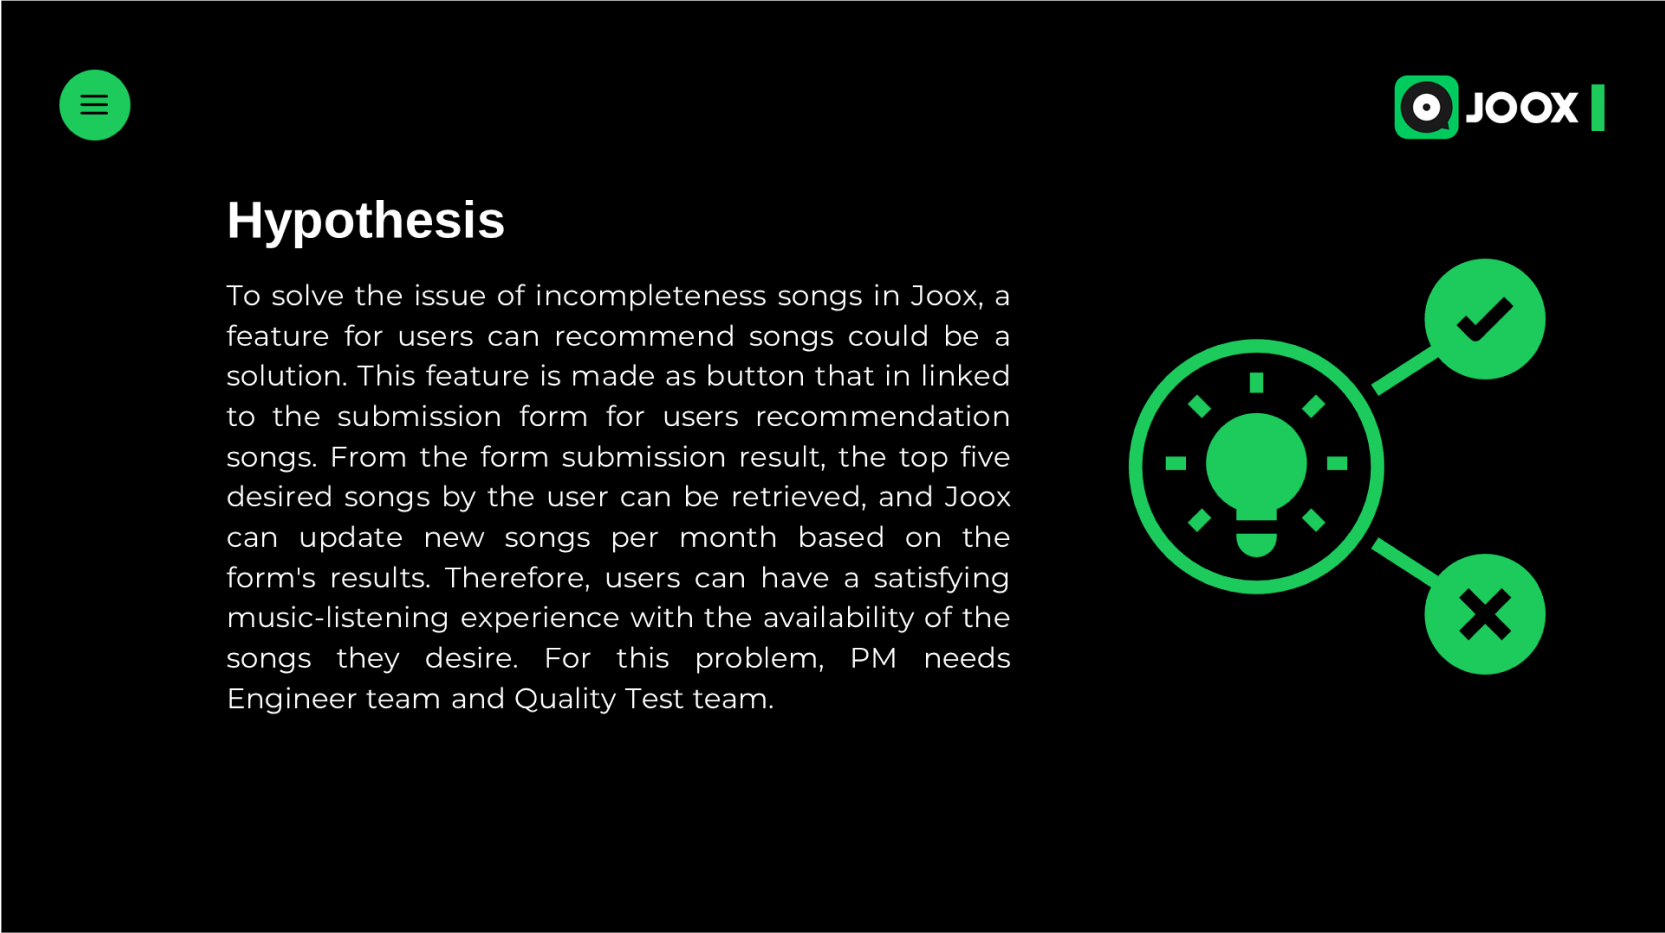 JOOX
Hypothesis
To solve the issue of incompleteness songs in Joox, a
feature for users can recommend songs could be a
solution. This feature is made as button that in linked
to the submission form for users recommendation
songs. From the form submission result, the top five
desired songs by the user can be retrieved, and Joox
can update new songs per month based on the
form's results. Therefore, users can have a satisfying
music-listening experience with the availability of the
songs they desire. For this problem, PM needs
Engineer team and Quality Test team.